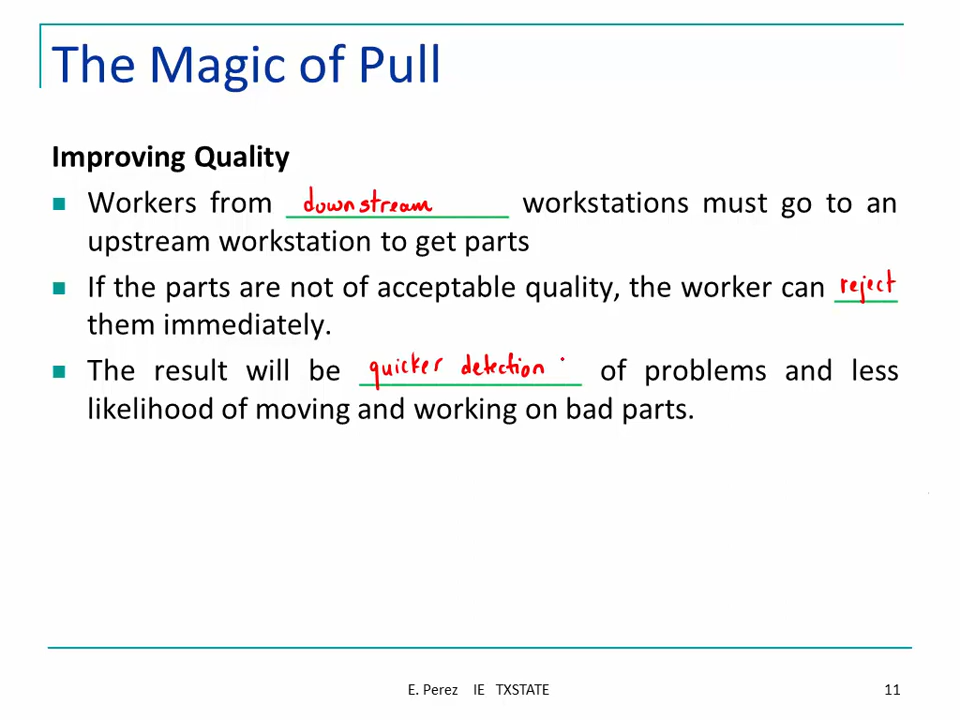 The Magic of Pull
Improving Quality
Workers from downstream workstations must go to an
upstream workstation to get parts
If the parts are not of acceptable quality, the worker can reject
them immediately.
The result will be quicker detection of problems and less
likelihood of moving and working on bad parts.
E. Perez IE TXSTATE 11